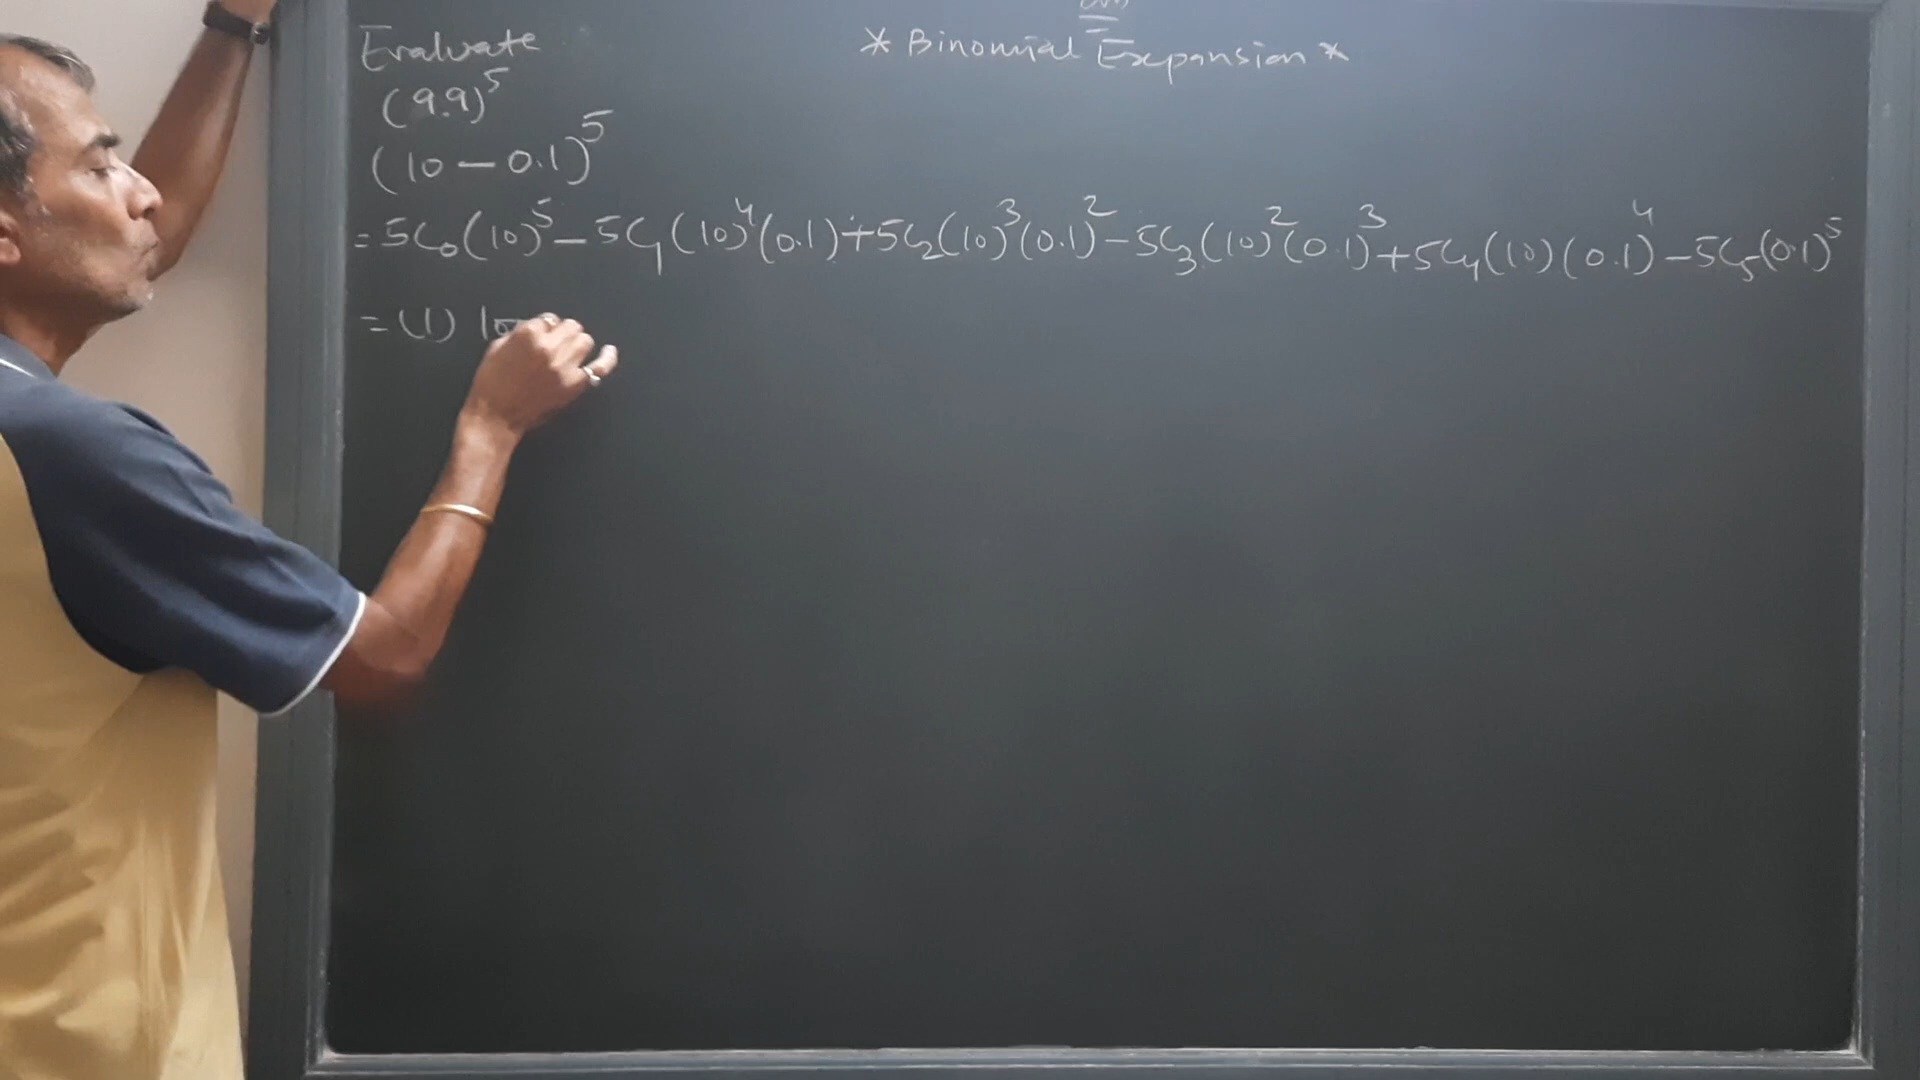 Evaluate
* Binomial Expansion *
(9.9)⁵
(10 – 0.1)⁵
= 5C₀(10)⁵ – 5C₁(10)⁴(0.1) + 5C₂(10)³(0.1)² – 5C₃(10)²(0.1)³ + 5C₄(10)(0.1)⁴ – 5C₅(0.1)⁵
= (1) 10